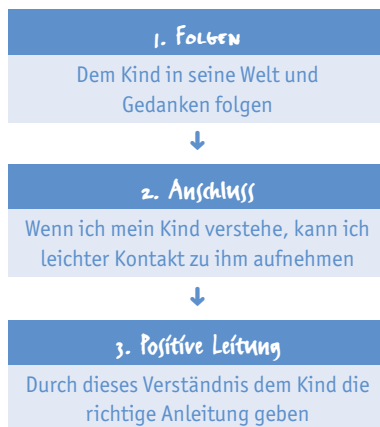 1. Folgen
Dem Kind in seine Welt und
Gedanken folgen
2. Anschluss
Wenn ich mein Kind verstehe, kann ich
leichter Kontakt zu ihm aufnehmen
3. Positive Leitung
Durch dieses Verständnis dem Kind die
richtige Anleitung geben